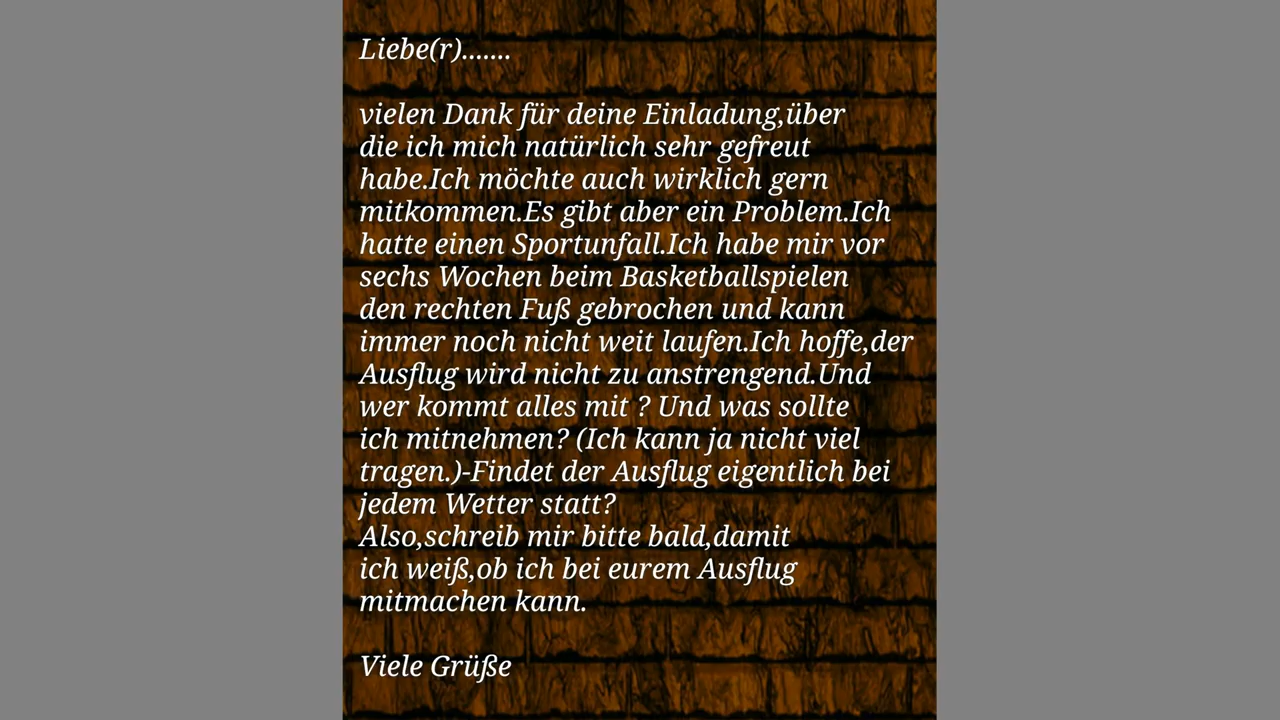 Liebe(r).......
vielen Dank für deine Einladung,über
die ich mich natürlich sehr gefreut
habe.Ich möchte auch wirklich gern
mitkommen.Es gibt aber ein Problem.Ich
hatte einen Sportunfall.Ich habe mir vor
sechs Wochen beim Basketballspielen
den rechten Fuß gebrochen und kann
immer noch nicht weit laufen.Ich hoffe,der
Ausflug wird nicht zu anstrengend.Und
wer kommt alles mit ? Und was sollte
ich mitnehmen? (Ich kann ja nicht viel
tragen.)-Findet der Ausflug eigentlich bei
jedem Wetter statt?
Also,schreib mir bitte bald,damit
ich weiß,ob ich bei eurem Ausflug
mitmachen kann.
Viele Grüße